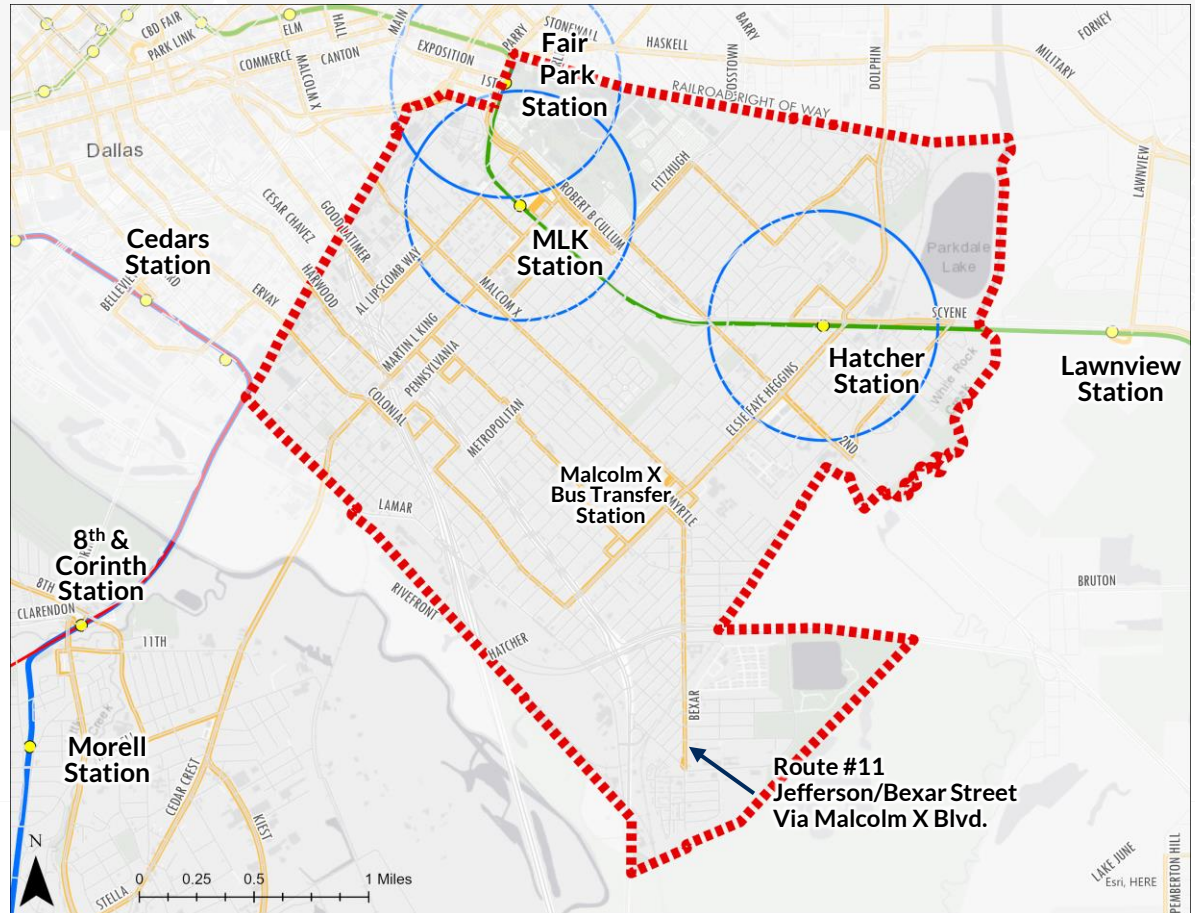 CBD FAIR
PARK LINK
ELM
HALL
MAIN
COMMERCE
CANTON
MALCOLM X
EXPOSITION
1ST
PARRY
STONEWALL
HASKELL
BARRY
DOLPHIN
FORNEY
MILITARY
Fair
Park
Station
RAILROAD RIGHT OF WAY
LAWNVIEW
Dallas
CESAR CHAVEZ
GOOD LATIMER
HARWOOD
ERVAY
AL LIPSCOMB WAY
FITZHUGH
ROBERT B CULLUM
MLK
Station
Cedars
Station
Parkdale
Lake
SCYENE
MALCOM X
MARTIN L KING
PENNSYLVANIA
COLONIAL
METROPOLITAN
ELSIE FAYE HEGGINS
2ND
Hatcher
Station
White Rock
Lawnview
Station
Malcolm X
Bus Transfer
Station
MYRTLE
LAMAR
8th &
Corinth
Station
8TH
CLARENDON
11TH
RIVERFRONT
HATCHER
BRUTON
BEXAR
Morell
Station
Creek
CEDAR CREST
KIEST
STELLA
Route #11
Jefferson/Bexar Street
Via Malcolm X Blvd.
N
0 0.25 0.5 1 Miles
LAKE JUNE
Esri, HERE
PEMBERTON HILL